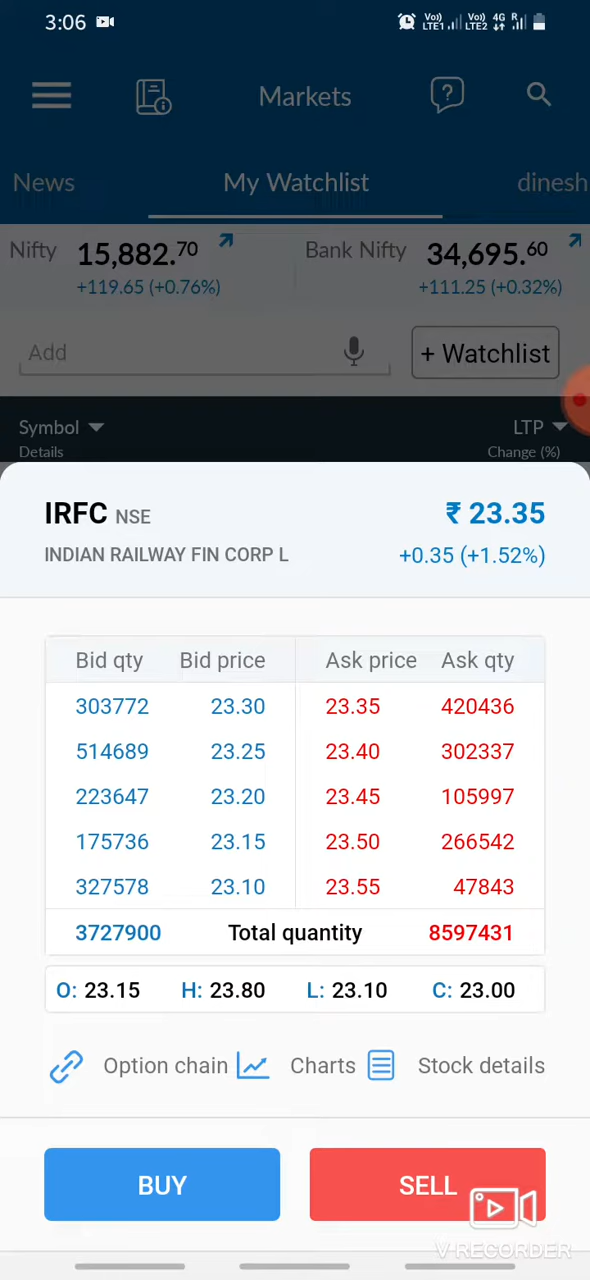 3:06 Vo) LTE1 Vo) LTE2 4G R
Markets
News My Watchlist dinesh
Nifty 15,882.70 Bank Nifty 34,695.60
+119.65 (+0.76%) +111.25 (+0.32%)
Add + Watchlist
Symbol LTP
Details Change (%)
IRFC NSE ₹ 23.35
INDIAN RAILWAY FIN CORP L +0.35 (+1.52%)
Bid qty Bid price Ask price Ask qty
303772 23.30 23.35 420436
514689 23.25 23.40 302337
223647 23.20 23.45 105997
175736 23.15 23.50 266542
327578 23.10 23.55 47843
3727900 Total quantity 8597431
O: 23.15 H: 23.80 L: 23.10 C: 23.00
Option chain Charts Stock details
BUY SELL
V-RECORDER